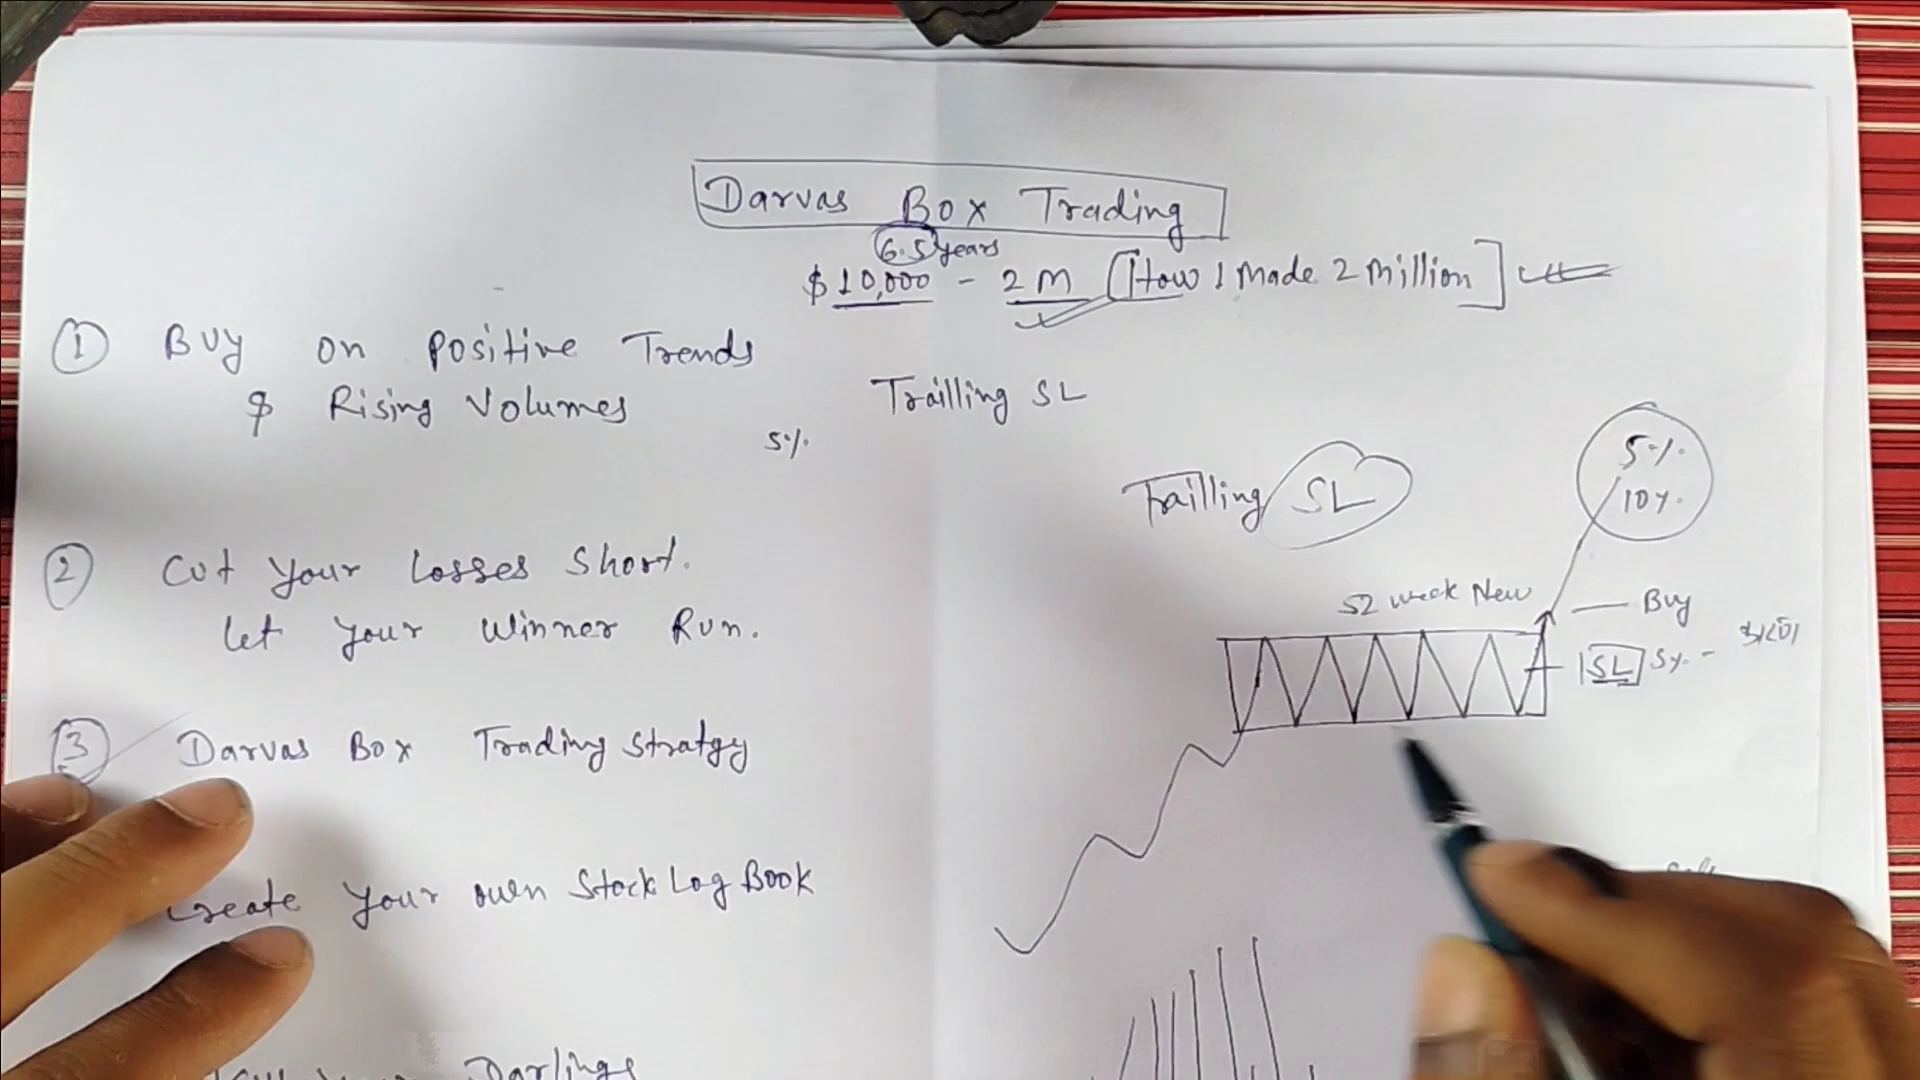 Darvas Box Trading
6.5 years
$10,000 - 2M [How I Made 2 Million]
① Buy on Positive Trends
& Rising Volumes
5%.
Trailling SL
Trailling SL
5%.
10%.
② Cut Your Losses Short.
Let Your Winner Run.
52 week New
Buy
SL 5%. -
③ Darvas Box Trading Stratgy
Create Your own Stock Log Book
Darlings